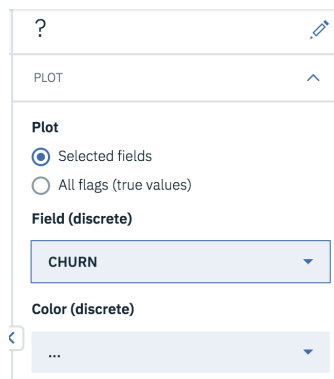 ?
PLOT
Plot
Selected fields
All flags (true values)
Field (discrete)
CHURN
Color (discrete)
...